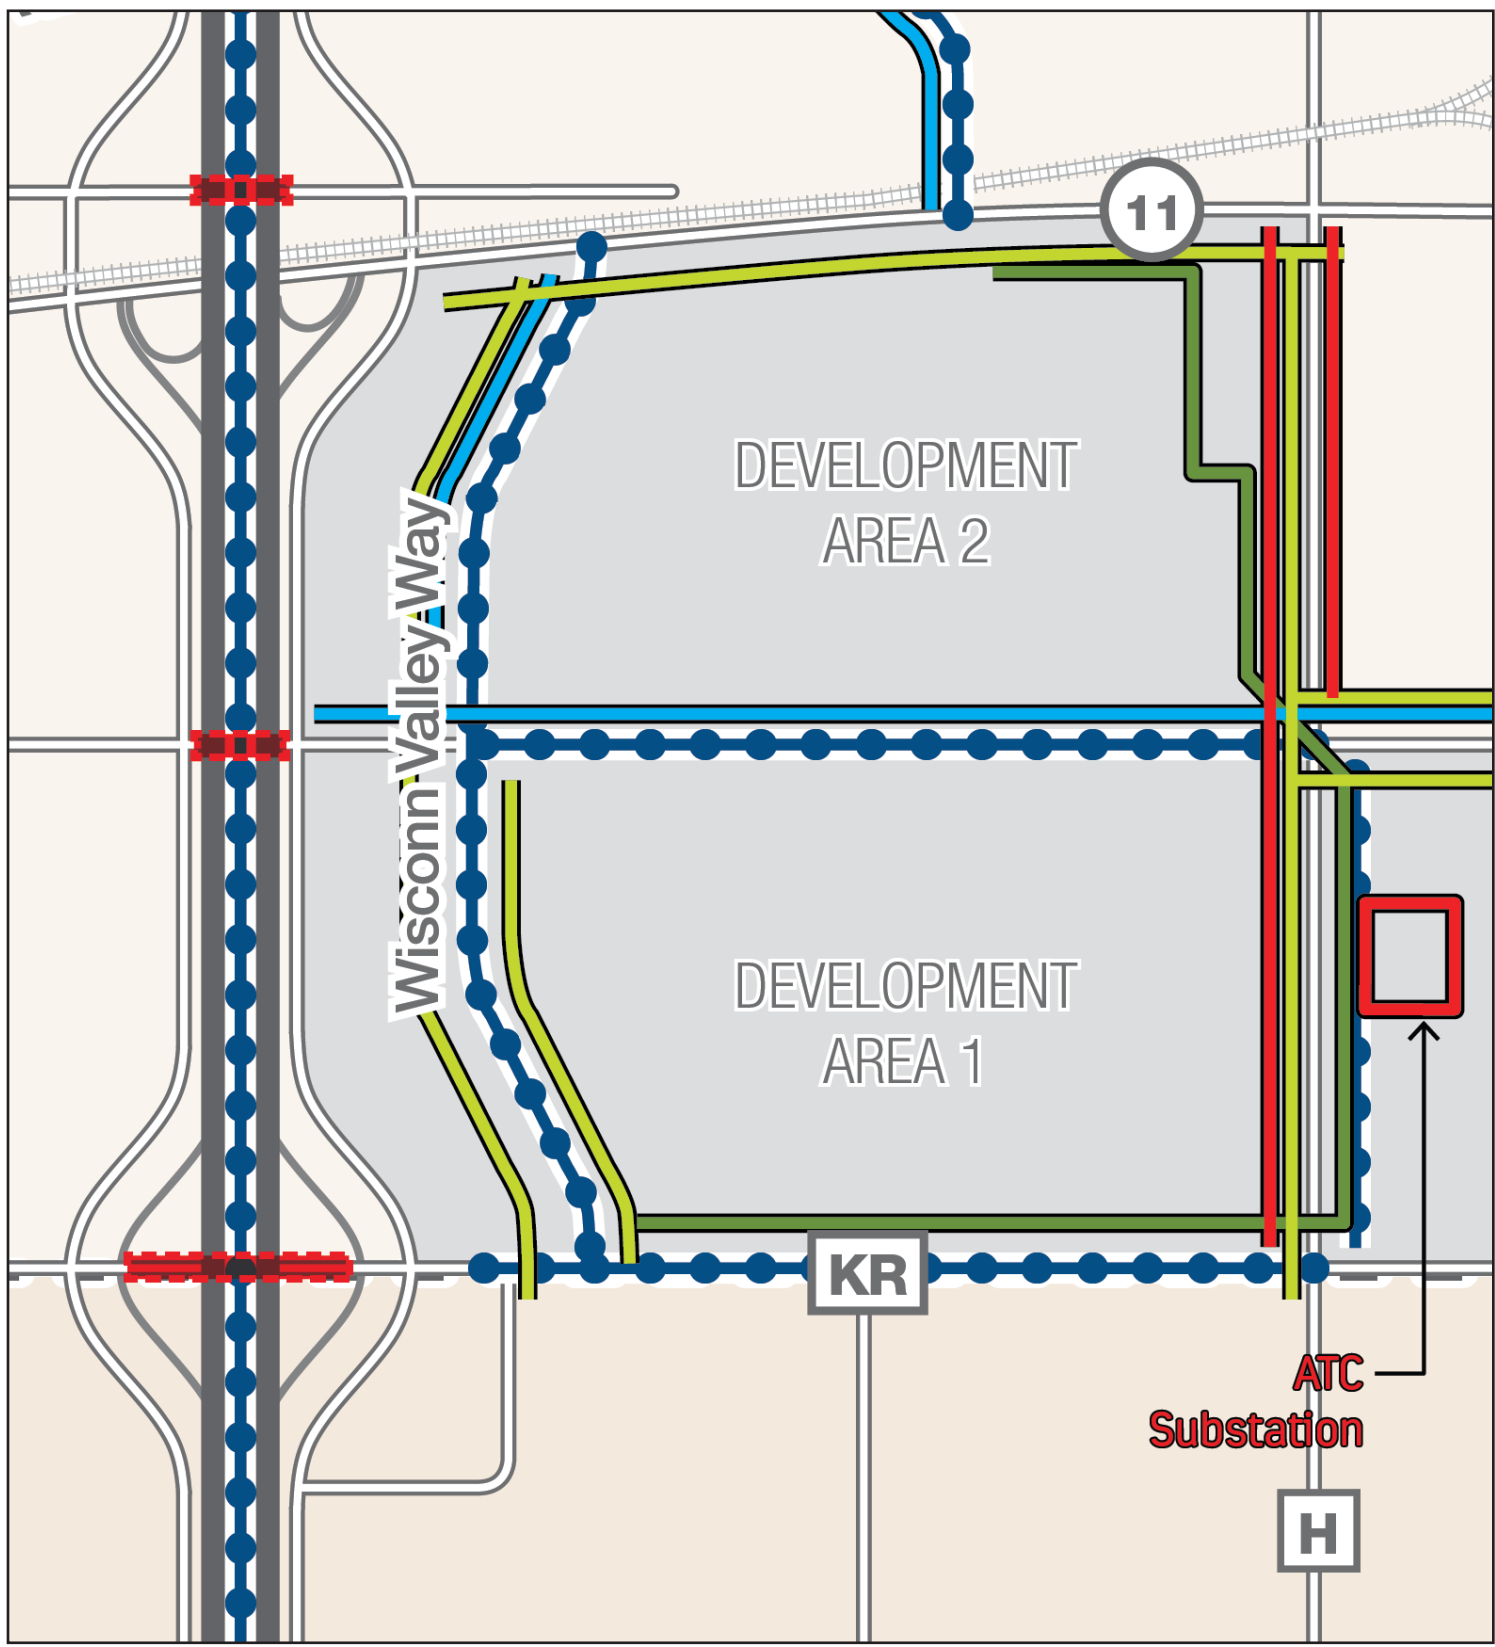 11
DEVELOPMENT
AREA 2
Wisconn Valley Way
DEVELOPMENT
AREA 1
KR
ATC
Substation
H